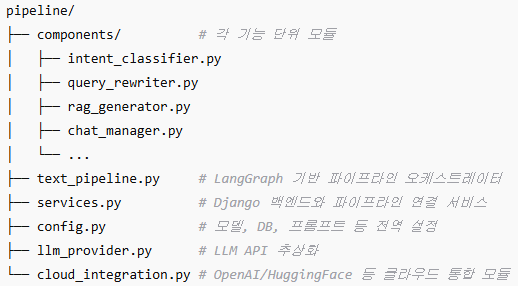 pipeline/
├── components/ # 각 기능 단위 모듈
│ ├── intent_classifier.py
│ ├── query_rewriter.py
│ ├── rag_generator.py
│ ├── chat_manager.py
│ └── ...
├── text_pipeline.py # LangGraph 기반 파이프라인 오케스트레이터
├── services.py # Django 백엔드와 파이프라인 연결 서비스
├── config.py # 모델, DB, 프롬프트 등 전역 설정
├── llm_provider.py # LLM API 추상화
└── cloud_integration.py # OpenAI/HuggingFace 등 클라우드 통합 모듈